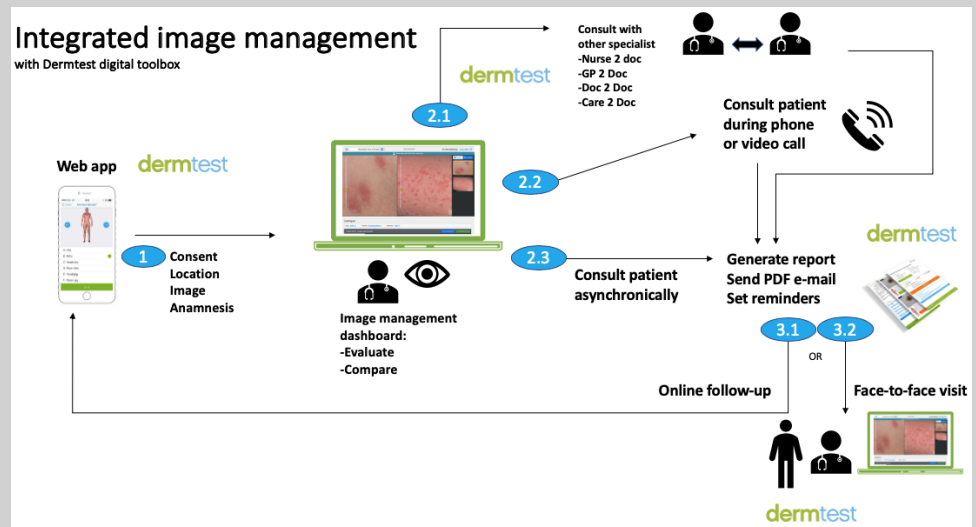 Integrated image management
with Dermtest digital toolbox
dermtest
2.1
Consult with
other specialist
-Nurse 2 doc
-GP 2 Doc
-Doc 2 Doc
-Care 2 Doc
Web app
dermtest
2.2
Consult patient
during phone
or video call
1
Consent
Location
Image
Anamnesis
2.3
Consult patient
asynchronically
Image management
dashboard:
-Evaluate
-Compare
dermtest
Generate report
Send PDF e-mail
Set reminders
3.1
3.2
OR
Online follow-up
Face-to-face visit
dermtest